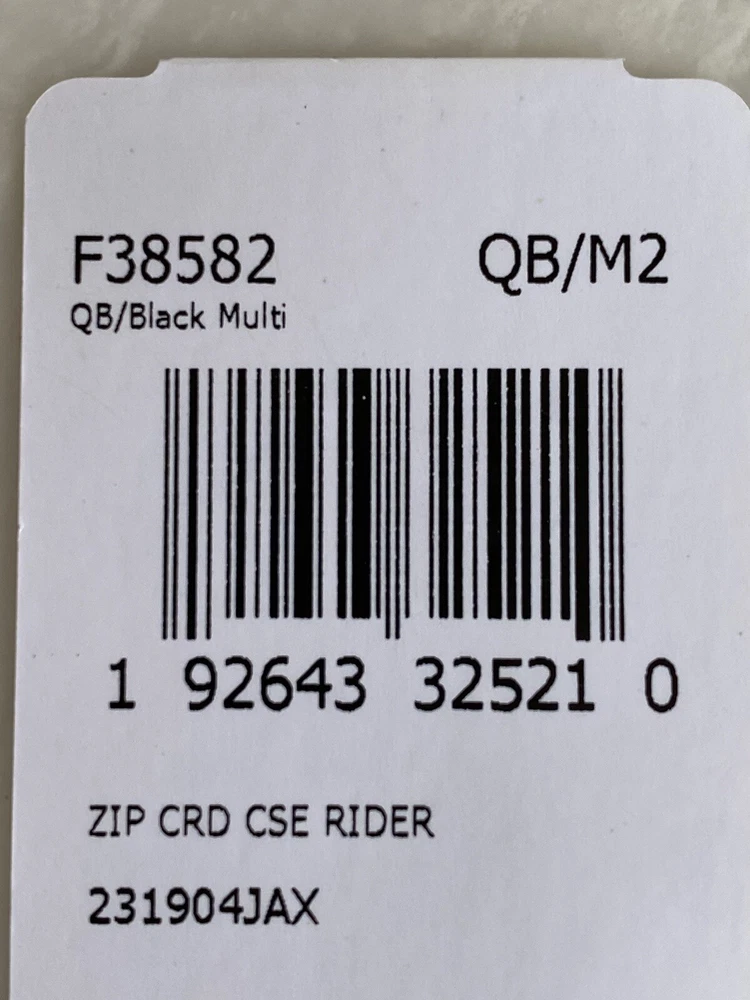 F38582 QB/M2
QB/Black Multi
1 92643 32521 0
ZIP CRD CSE RIDER
231904JAX